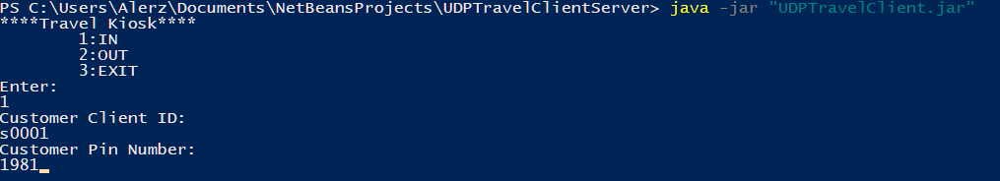 PS C:\Users\Alerz\Documents\NetBeansProjects\UDPTravelClientServer> java -jar "UDPTravelClient.jar"
****Travel Kiosk****
1:IN
2:OUT
3:EXIT
Enter:
1
Customer Client ID:
s0001
Customer Pin Number:
1981